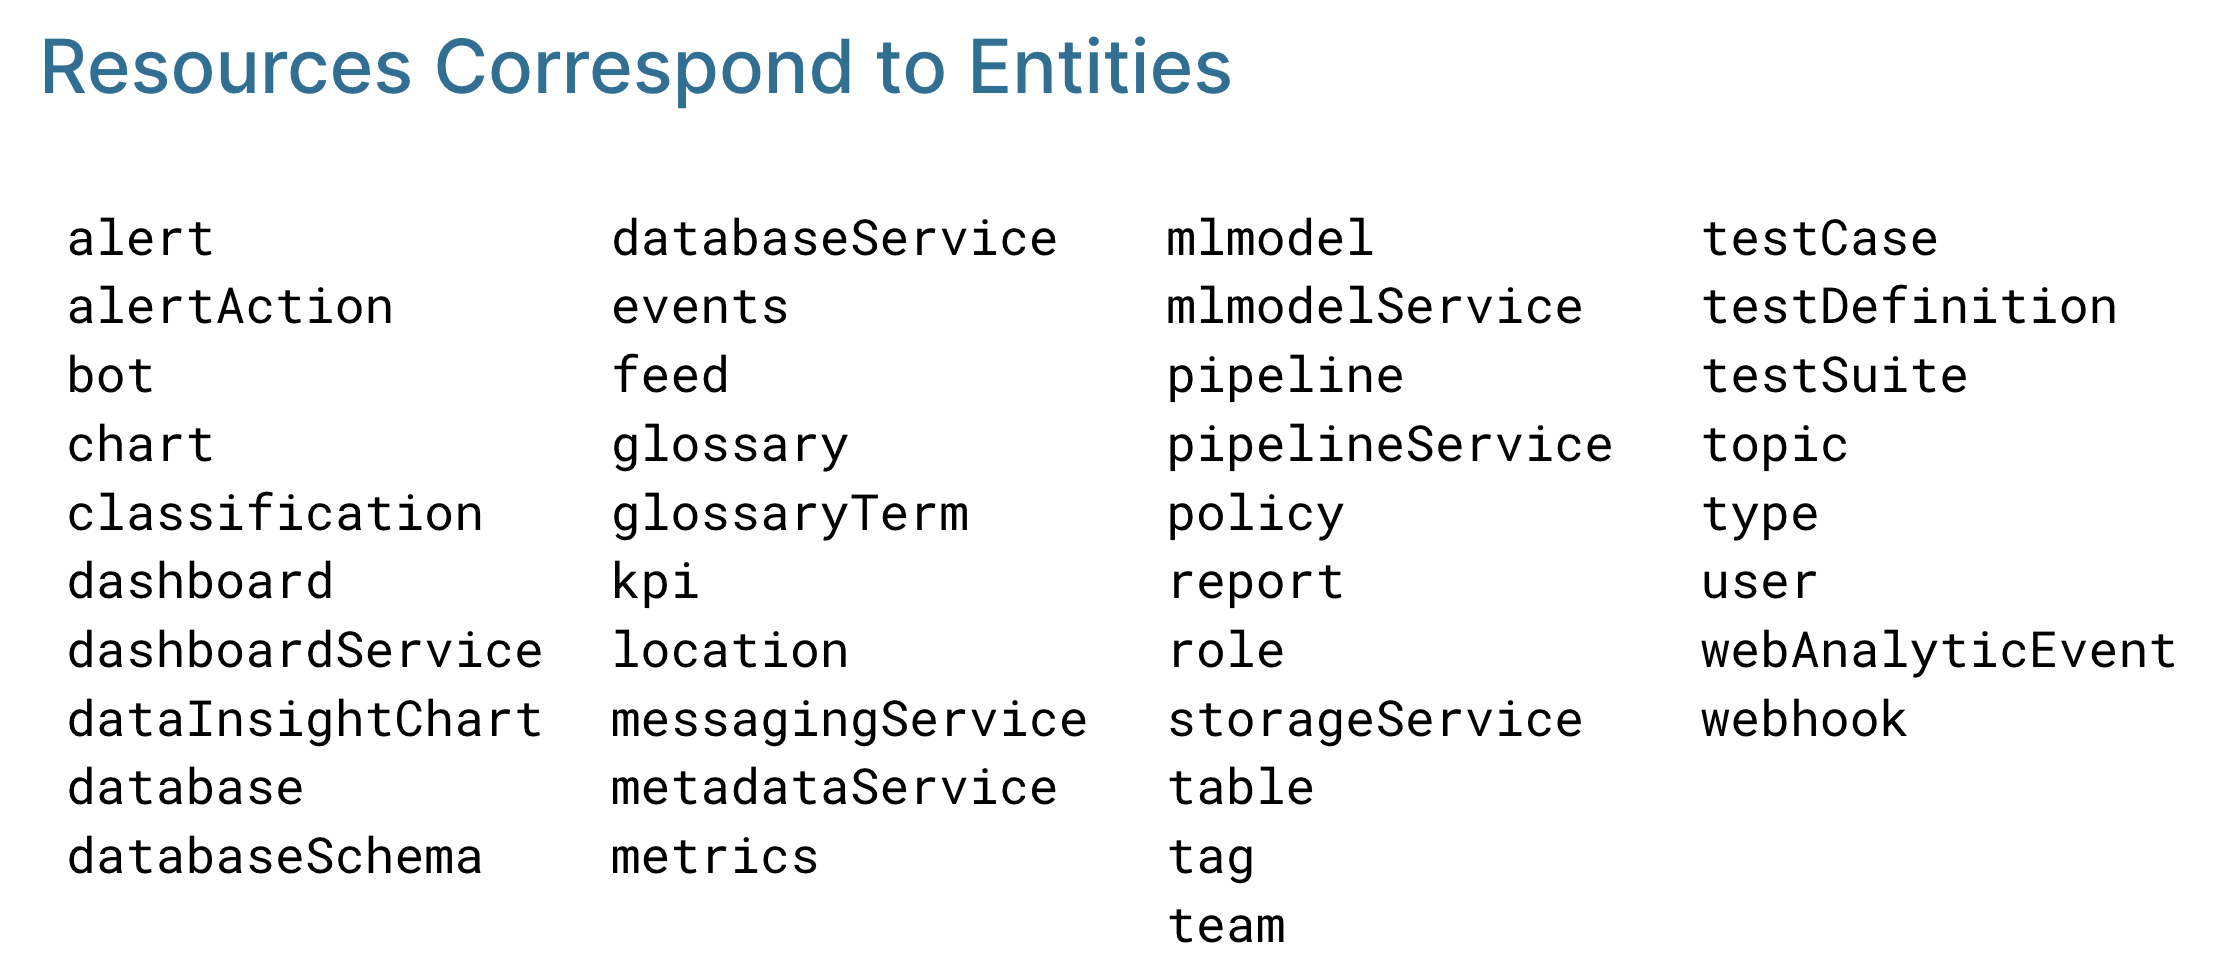 Resources Correspond to Entities
alert
alertAction
bot
chart
classification
dashboard
dashboardService
dataInsightChart
database
databaseSchema
databaseService
events
feed
glossary
glossaryTerm
kpi
location
messagingService
metadataService
metrics
mlmodel
mlmodelService
pipeline
pipelineService
policy
report
role
storageService
table
tag
team
testCase
testDefinition
testSuite
topic
type
user
webAnalyticEvent
webhook